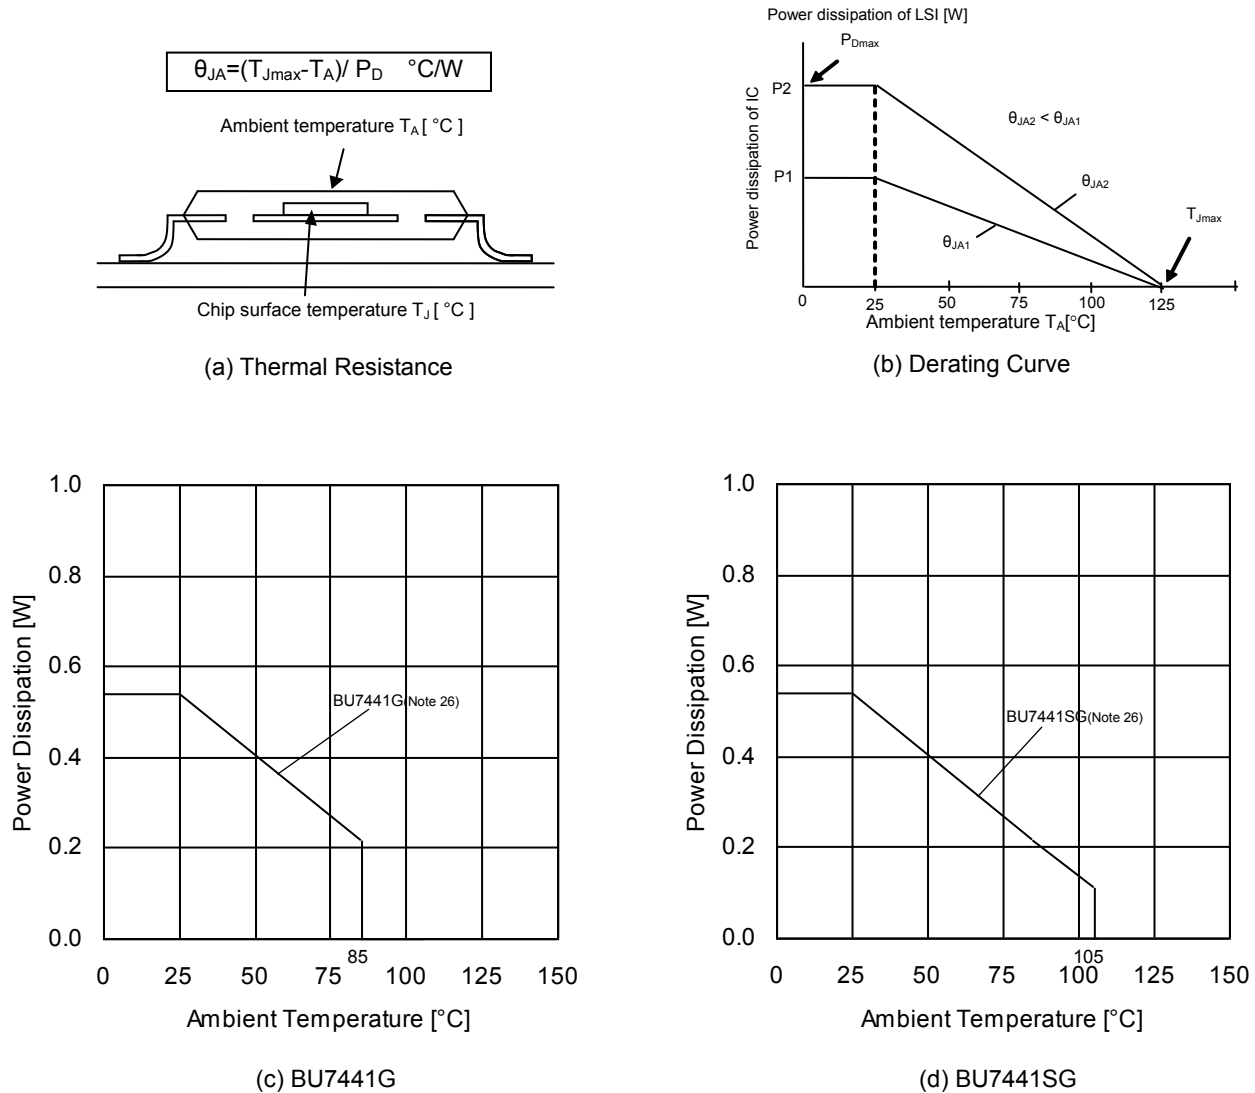 θJA=(TJmax-TA)/ PD °C/W
Ambient temperature TA [ °C ]
Chip surface temperature TJ [ °C ]
(a) Thermal Resistance
Power dissipation of LSI [W]
PDmax
P2
P1
Power dissipation of IC
θJA2 < θJA1
θJA2
θJA1
TJmax
0 25 50 75 100 125
Ambient temperature TA[°C]
(b) Derating Curve
1.0
0.8
0.6
0.4
0.2
0.0
Power Dissipation [W]
BU7441G(Note 26)
85
0 25 50 75 100 125 150
Ambient Temperature [°C]
(c) BU7441G
1.0
0.8
0.6
0.4
0.2
0.0
Power Dissipation [W]
BU7441SG(Note 26)
105
0 25 50 75 100 125 150
Ambient Temperature [°C]
(d) BU7441SG